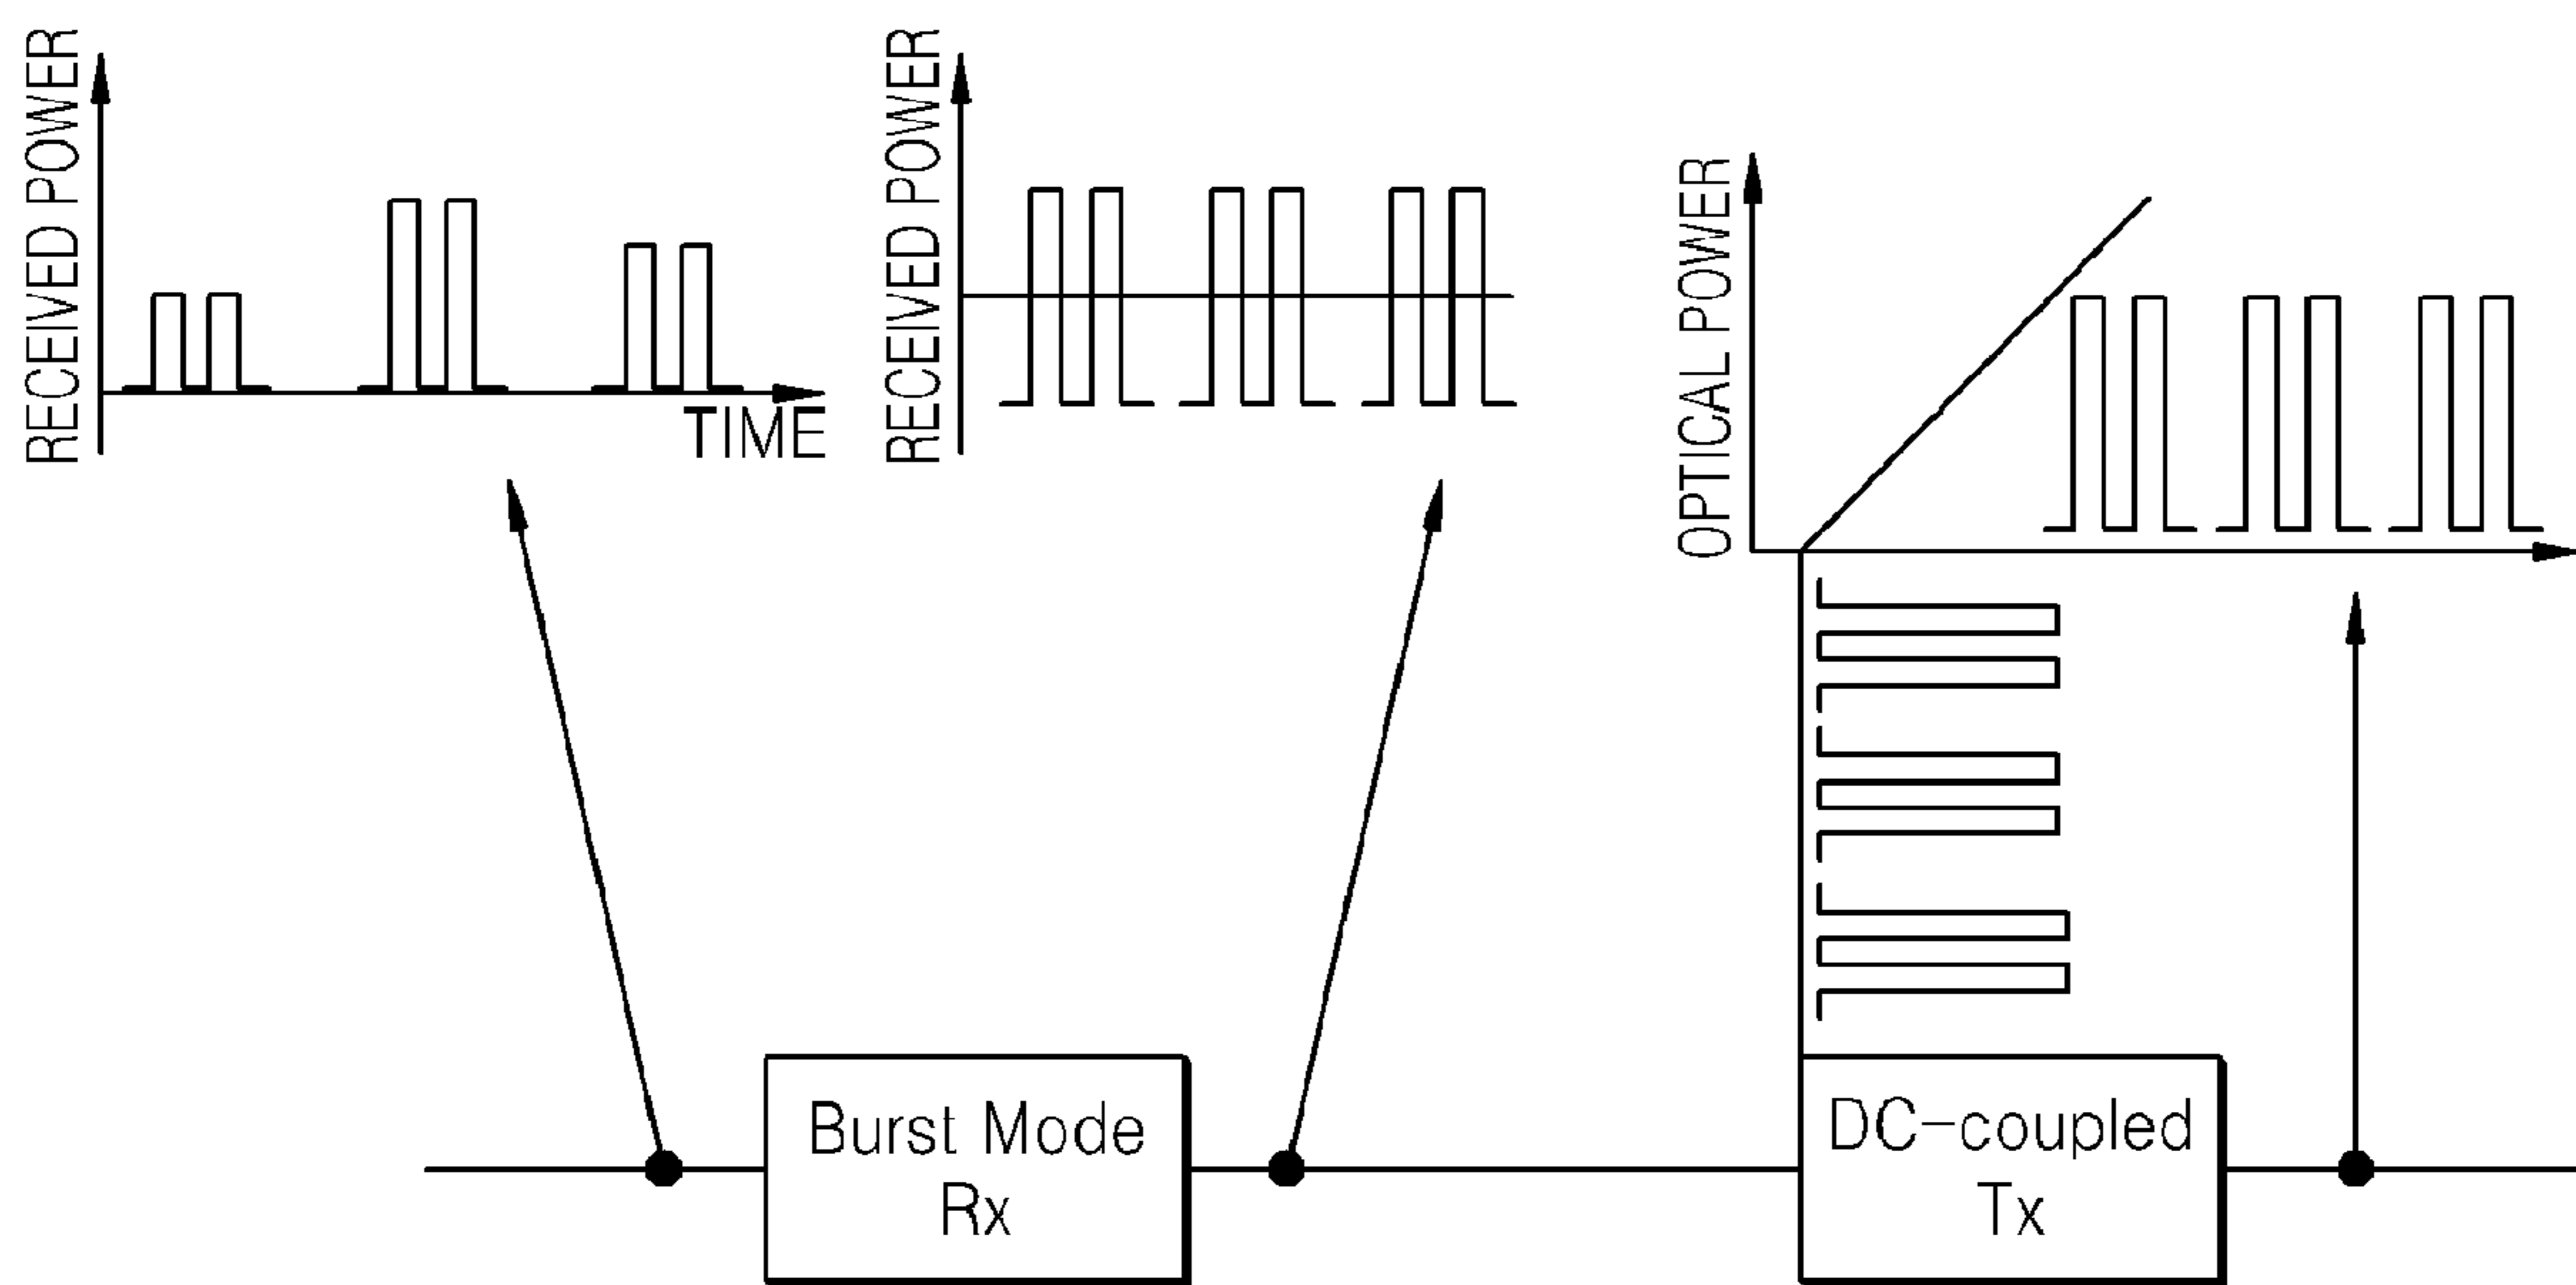 RECEIVED POWER
TIME
RECEIVED POWER
OPTICAL POWER
Burst Mode
Rx
DC-coupled
Tx